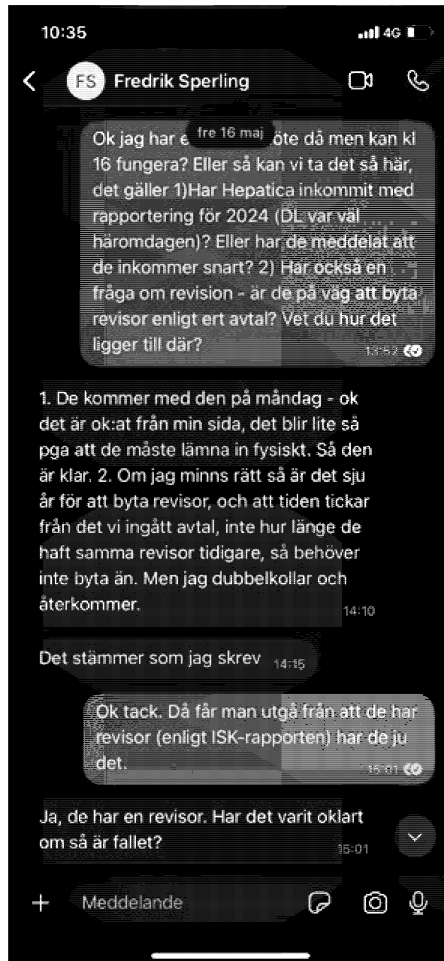 10:35
4G
FS Fredrik Sperling
fre 16 maj
Ok jag har e öte då men kan kl
16 fungera? Eller så kan vi ta det så här,
det gäller 1)Har Hepatica inkommit med
rapportering för 2024 (DL var väl
häromdagen)? Eller har de meddelat att
de inkommer snart? 2) Har också en
fråga om revision - är de på väg att byta
revisor enligt ert avtal? Vet du hur det
ligger till där?
13:52
1. De kommer med den på måndag - ok
det är ok:at från min sida, det blir lite så
pga att de måste lämna in fysiskt. Så den
är klar. 2. Om jag minns rätt så är det sju
år för att byta revisor, och att tiden tickar
från det vi ingått avtal, inte hur länge de
haft samma revisor tidigare, så behöver
inte byta än. Men jag dubbelkollar och
återkommer.
14:10
Det stämmer som jag skrev 14:15
Ok tack. Då får man utgå från att de har
revisor (enligt ISK-rapporten) har de ju
det.
15:01
Ja, de har en revisor. Har det varit oklart
om så är fallet?
15:01
Meddelande